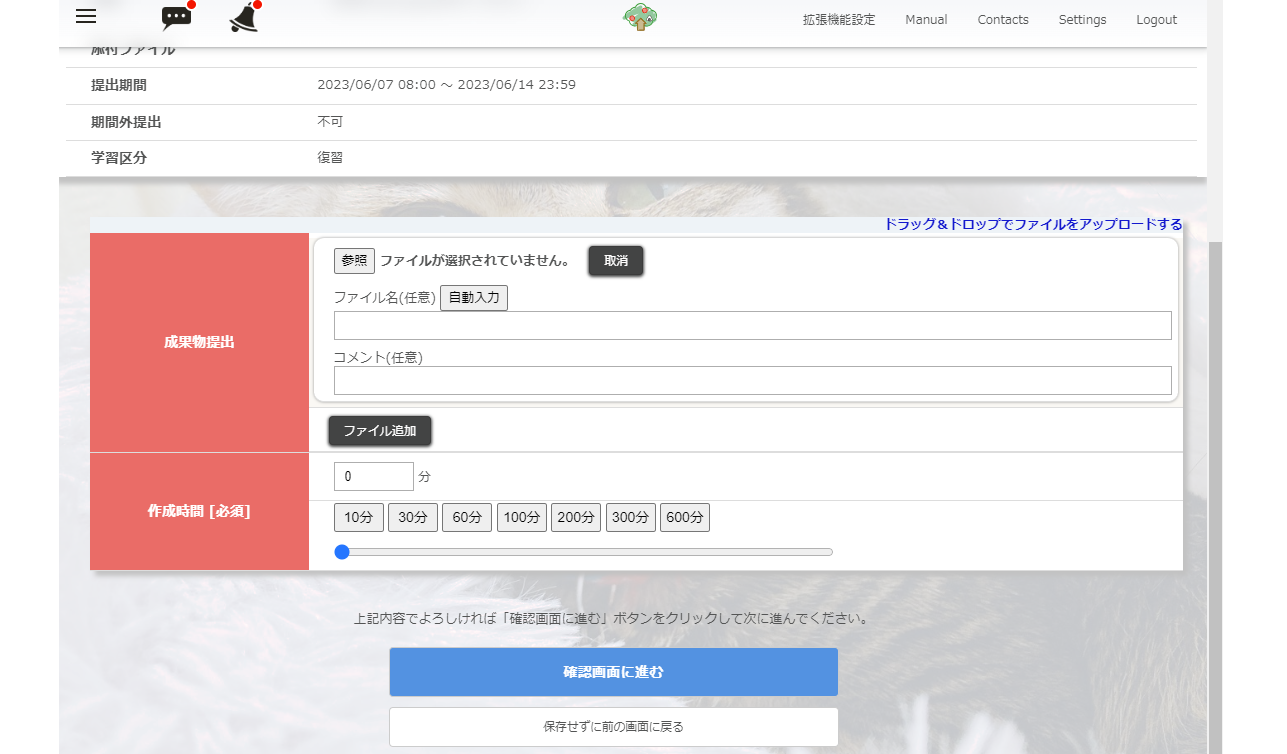 拡張機能設定 Manual Contacts Settings Logout
添付ファイル
提出期間 2023/06/07 08:00 ～ 2023/06/14 23:59
期間外提出 不可
学習区分 復習
ドラッグ&ドロップでファイルをアップロードする
成果物提出
参照 ファイルが選択されていません。 取消
ファイル名(任意) 自動入力
コメント(任意)
ファイル追加
作成時間 [必須]
0 分
10分 30分 60分 100分 200分 300分 600分
上記内容でよろしければ「確認画面に進む」ボタンをクリックして次に進んでください。
確認画面に進む
保存せずに前の画面に戻る